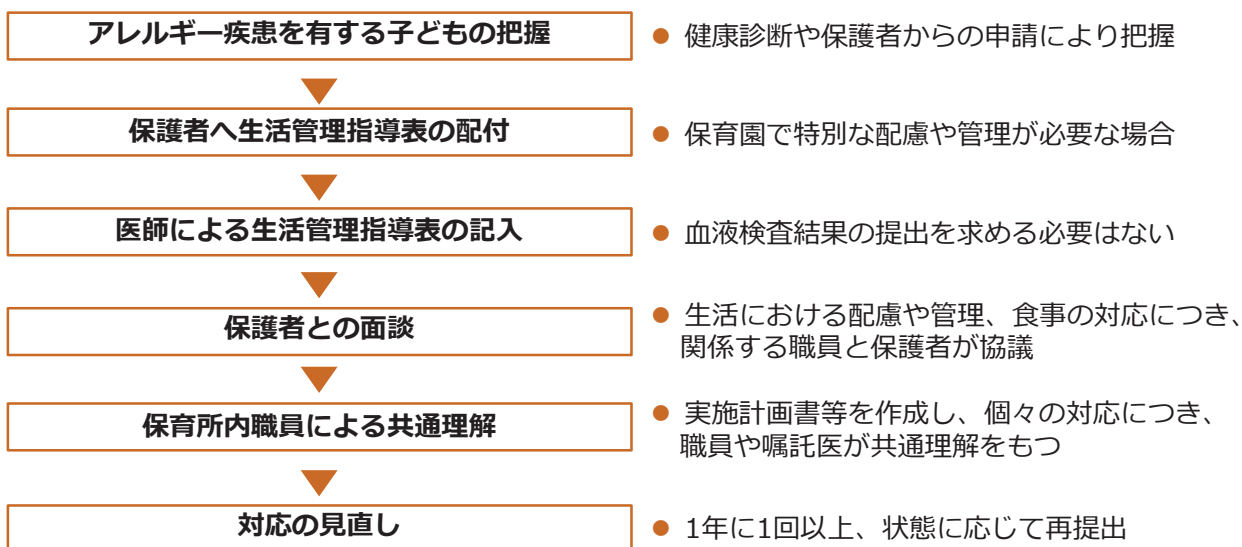 アレルギー疾患を有する子どもの把握
● 健康診断や保護者からの申請により把握
保護者へ生活管理指導表の配付
● 保育園で特別な配慮や管理が必要な場合
医師による生活管理指導表の記入
● 血液検査結果の提出を求める必要はない
保護者との面談
● 生活における配慮や管理、食事の対応につき、
関係する職員と保護者が協議
保育所内職員による共通理解
● 実施計画書等を作成し、個々の対応につき、
職員や嘱託医が共通理解をもつ
対応の見直し
● 1年に1回以上、状態に応じて再提出